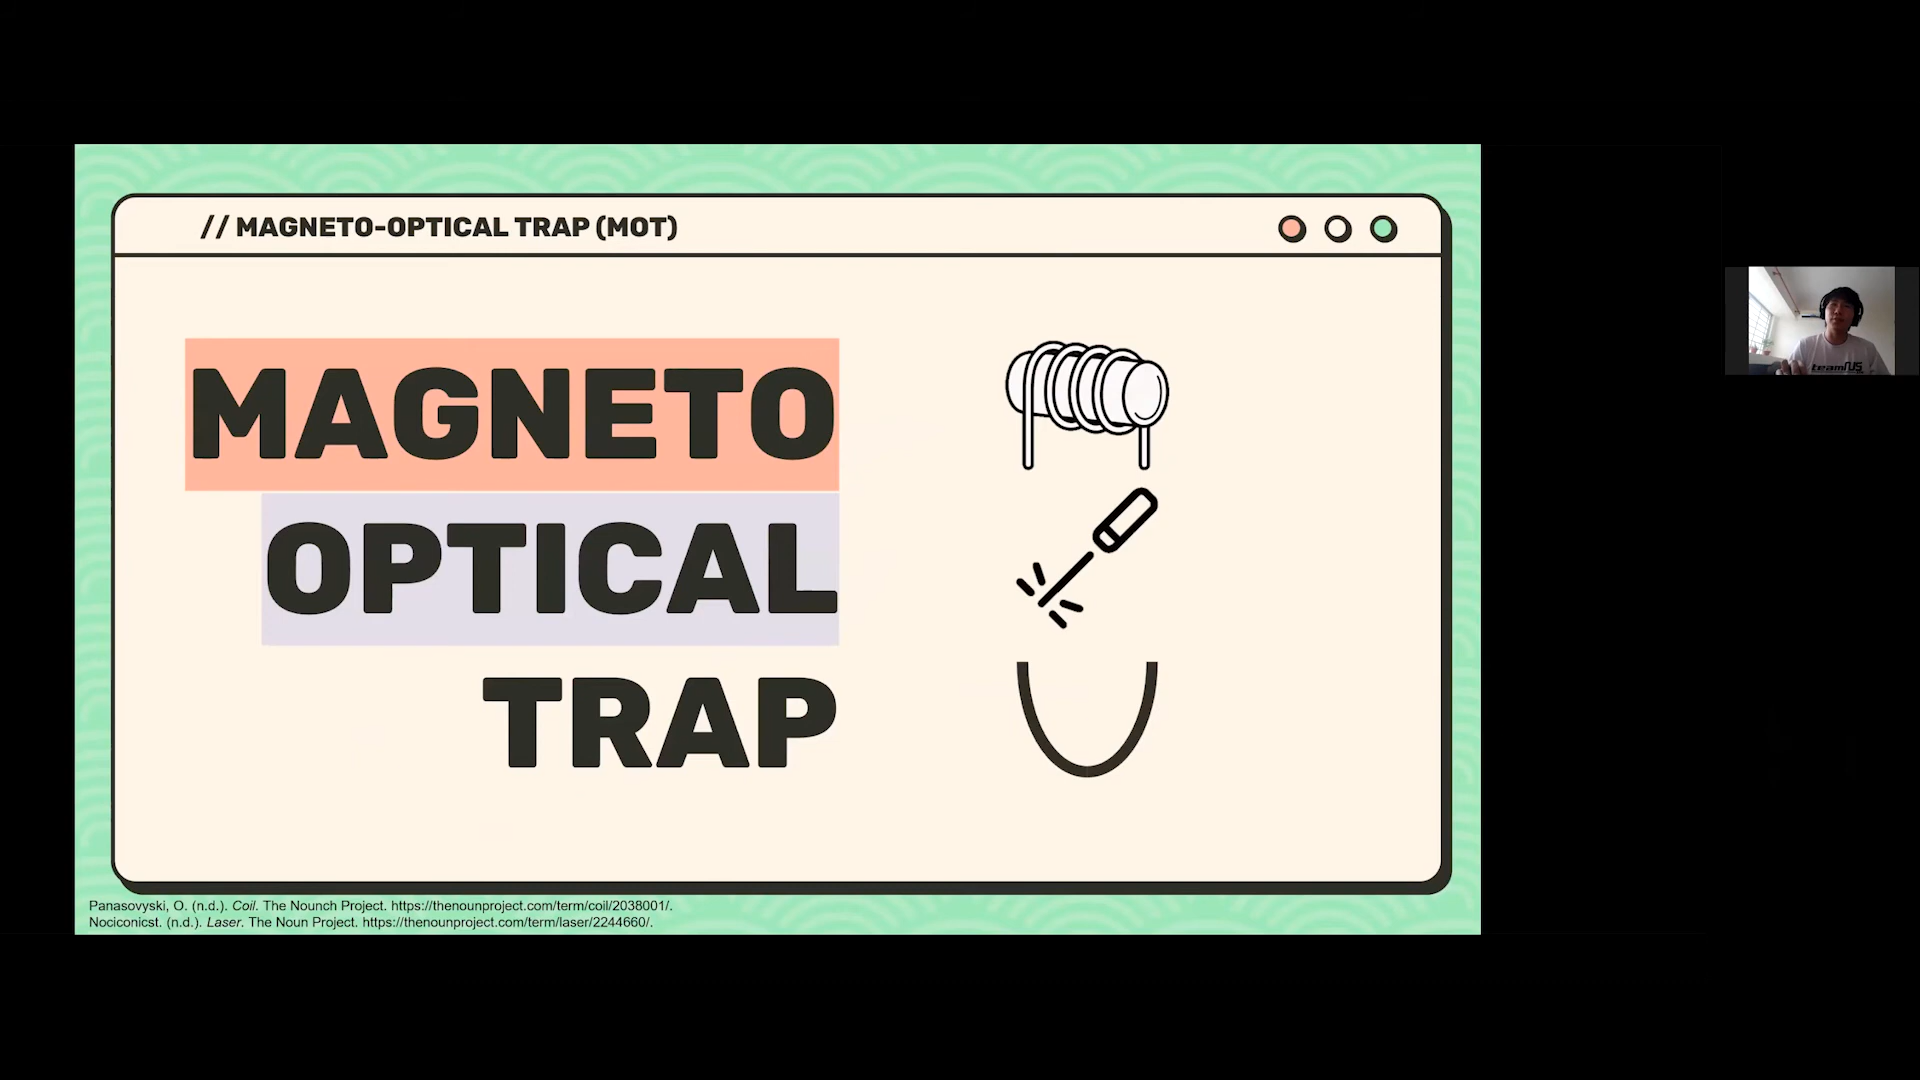 // MAGNETO-OPTICAL TRAP (MOT)
MAGNETO
OPTICAL
TRAP
Panasovyski, O. (n.d.). Coil. The Nounch Project. https://thenounproject.com/term/coil/2038001/.
Nociconicst. (n.d.). Laser. The Noun Project. https://thenounproject.com/term/laser/2244660/.
teamNUS